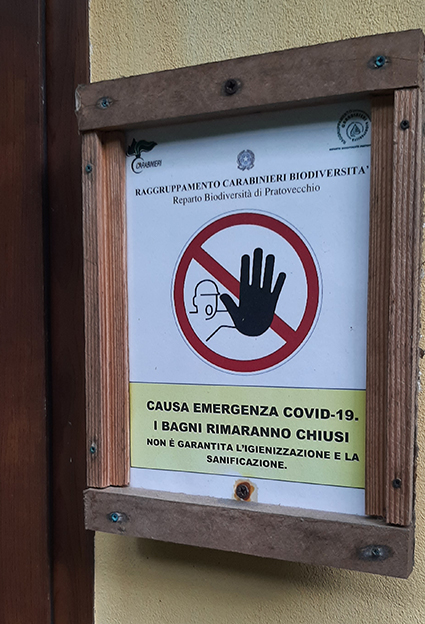 CARABINIERI
RAGGRUPPAMENTO CARABINIERI BIODIVERSITA'
Reparto Biodiversità di Pratovecchio
CAUSA EMERGENZA COVID-19.
I BAGNI RIMARANNO CHIUSI
NON È GARANTITA L'IGIENIZZAZIONE E LA
SANIFICAZIONE.